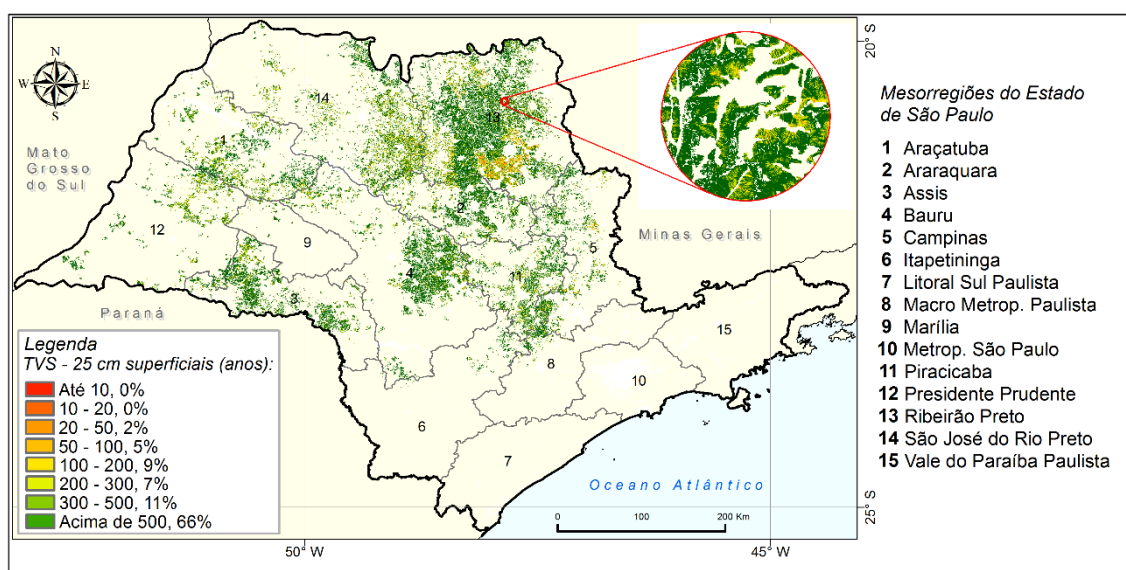 N
W E
S
20° S
Mato
Grosso
do Sul
14
13
1
12
9
2
4
3
11
5
Minas Gerais
Paraná
15
8
10
6
7
Oceano Atlântico
0 100 200 Km
25° S
50° W
45° W
Legenda
TVS - 25 cm superficiais (anos):
Até 10, 0%
10 - 20, 0%
20 - 50, 2%
50 - 100, 5%
100 - 200, 9%
200 - 300, 7%
300 - 500, 11%
Acima de 500, 66%
Mesorregiões do Estado
de São Paulo
1 Araçatuba
2 Araraquara
3 Assis
4 Bauru
5 Campinas
6 Itapetininga
7 Litoral Sul Paulista
8 Macro Metrop. Paulista
9 Marília
10 Metrop. São Paulo
11 Piracicaba
12 Presidente Prudente
13 Ribeirão Preto
14 São José do Rio Preto
15 Vale do Paraíba Paulista